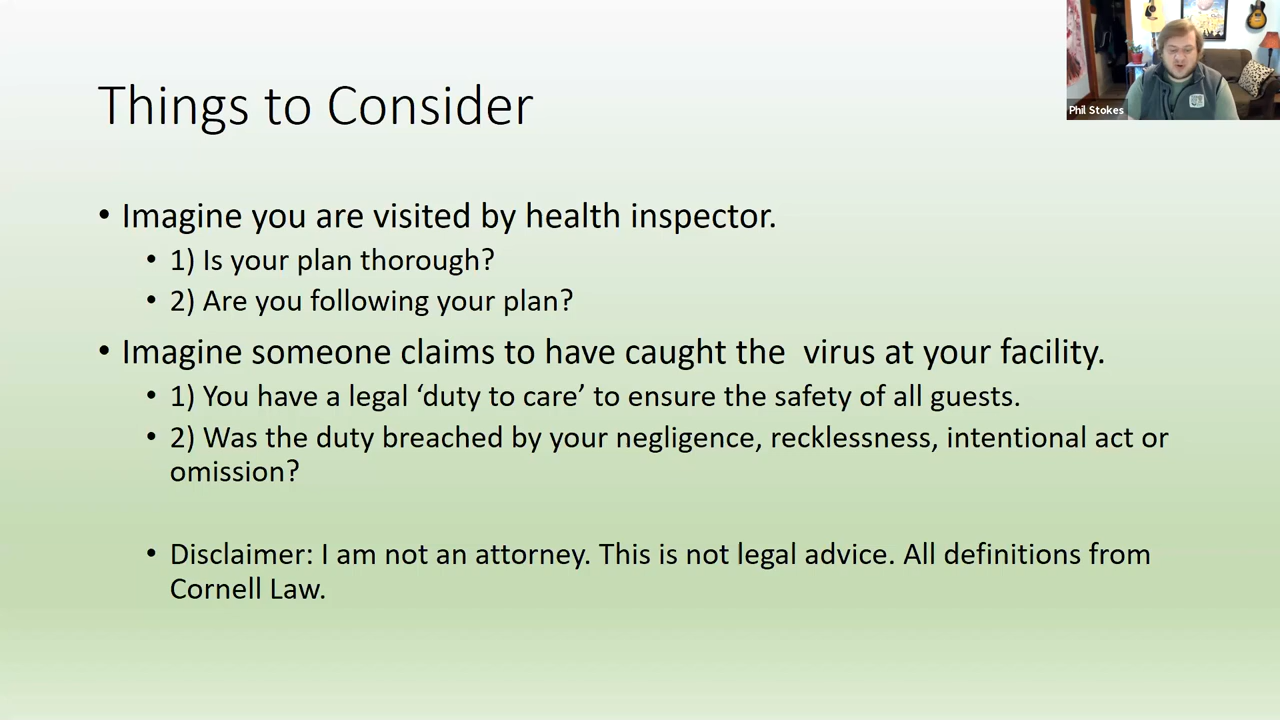 Things to Consider
Phil Stokes
• Imagine you are visited by health inspector.
• 1) Is your plan thorough?
• 2) Are you following your plan?
• Imagine someone claims to have caught the  virus at your facility.
• 1) You have a legal ‘duty to care’ to ensure the safety of all guests.
• 2) Was the duty breached by your negligence, recklessness, intentional act or
omission?
• Disclaimer: I am not an attorney. This is not legal advice. All definitions from
Cornell Law.